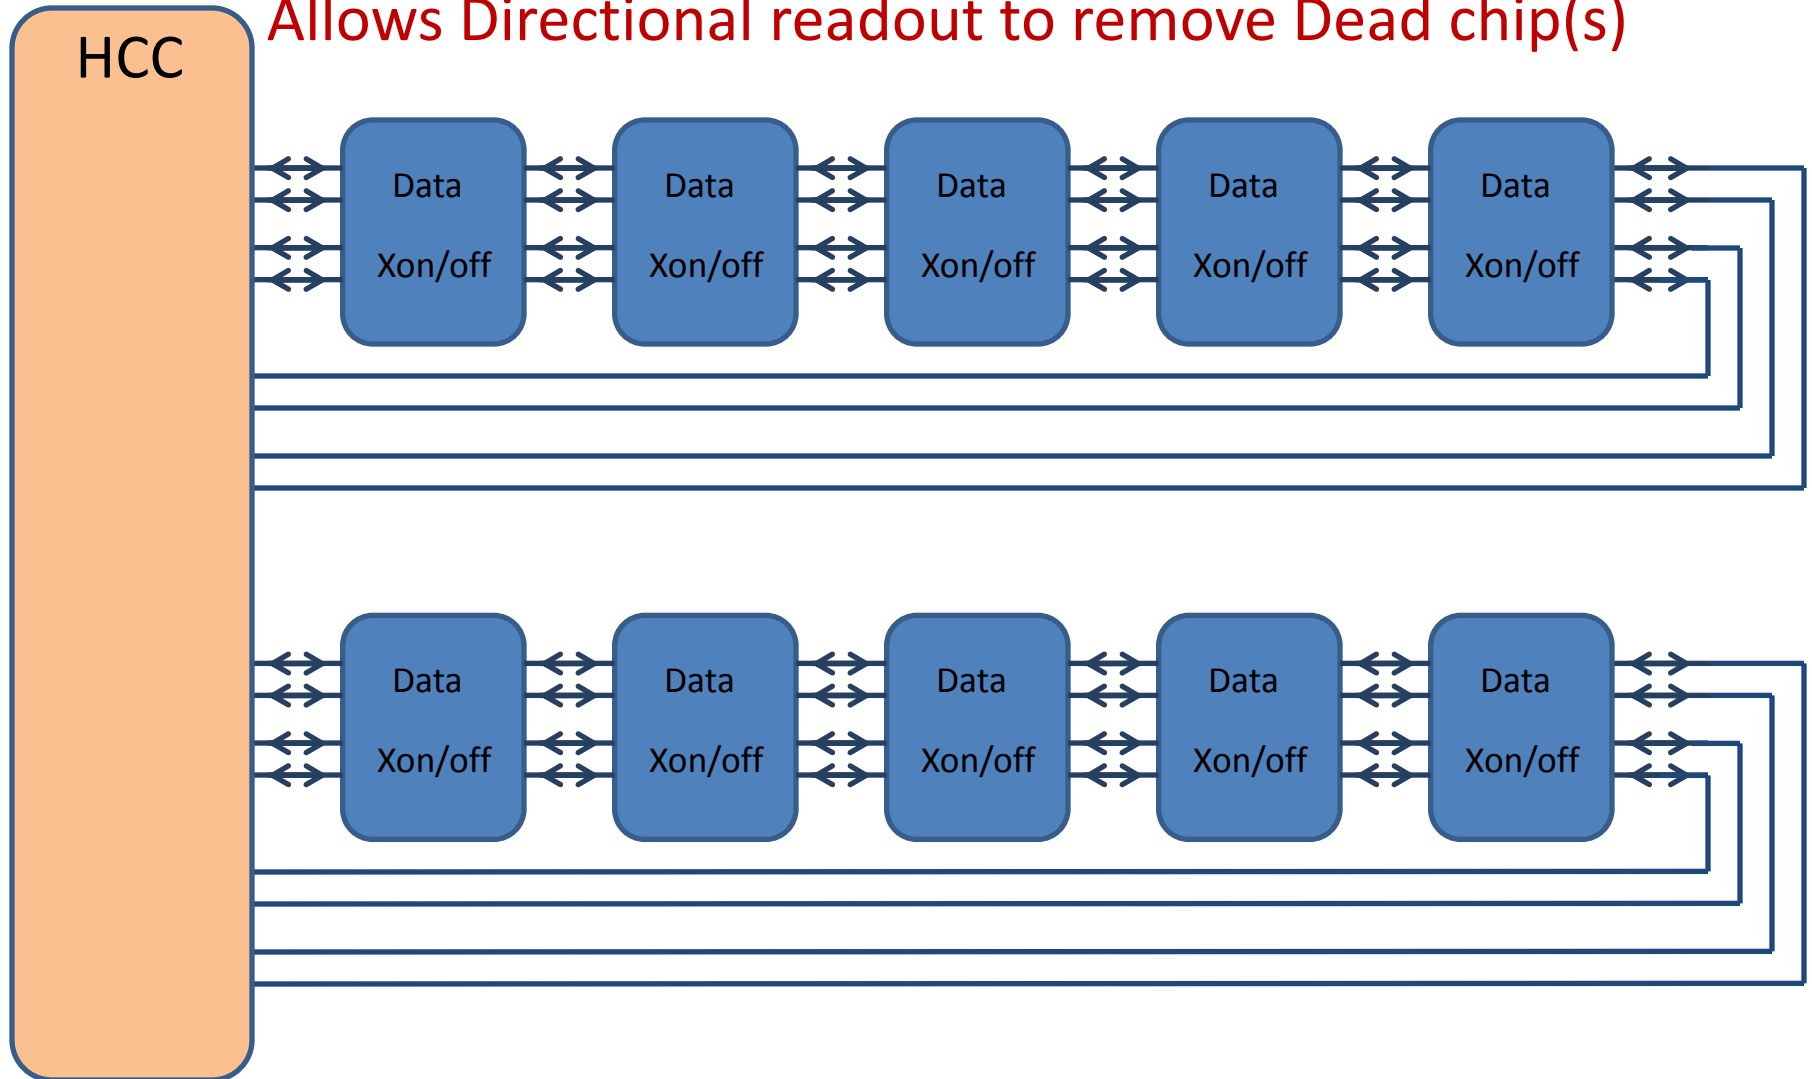 Allows Directional readout to remove Dead chip(s)
HCC
Data Data Data Data Data
Xon/off Xon/off Xon/off Xon/off Xon/off
Data Data Data Data Data
Xon/off Xon/off Xon/off Xon/off Xon/off